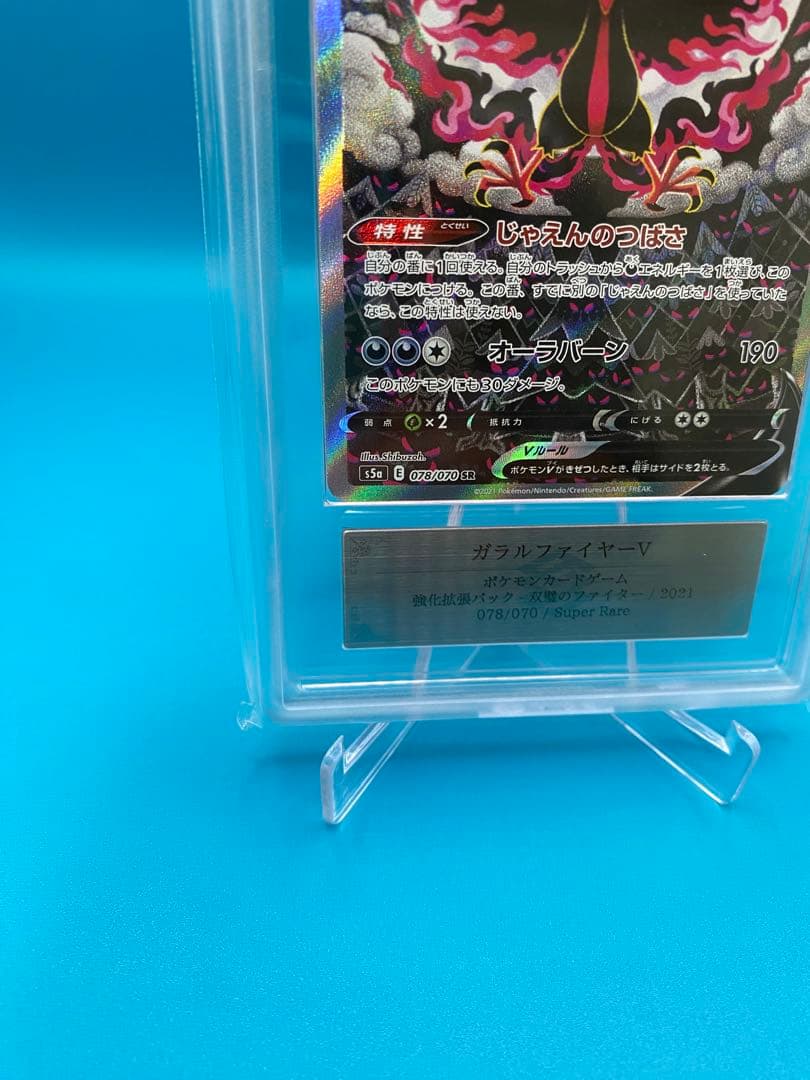 特性 とくせい じゃえんのつばさ
自分の番に1回使える。自分のトラッシュからエネルギーを1枚選び、この
ポケモンにつける。この番、すでに別の「じゃえんのつばさ」を使っていた
なら、この特性は使えない。
オーラバーン 190
このポケモンにも30ダメージ。
弱点 ×2 抵抗力 にげる
Illus. Shibuzoh.
Vルール
s5a E 078/070 SR ポケモンVがきぜつしたとき、相手はサイドを2枚とる。
©2021 Pokémon/Nintendo/Creatures/GAME FREAK.
ガラルファイヤーV
ポケモンカードゲーム
強化拡張パック - 双璧のファイター / 2021
078/070 / Super Rare